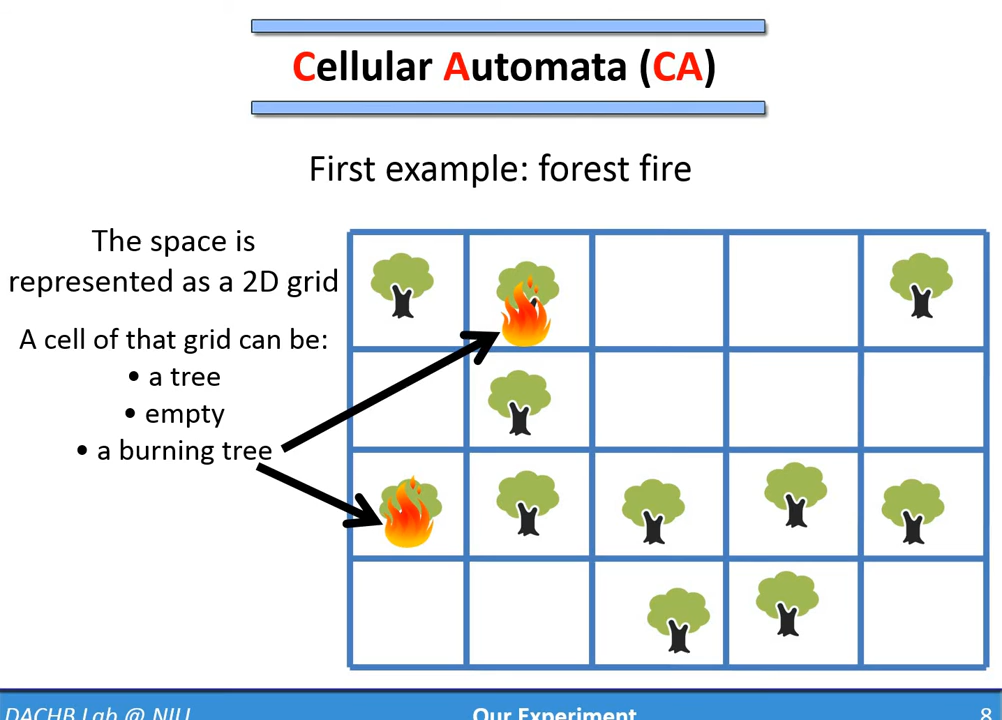 Cellular Automata (CA)
First example: forest fire
The space is
represented as a 2D grid
A cell of that grid can be:
• a tree
• empty
• a burning tree
DACHB Lab @ NIU
Our Experiment
8